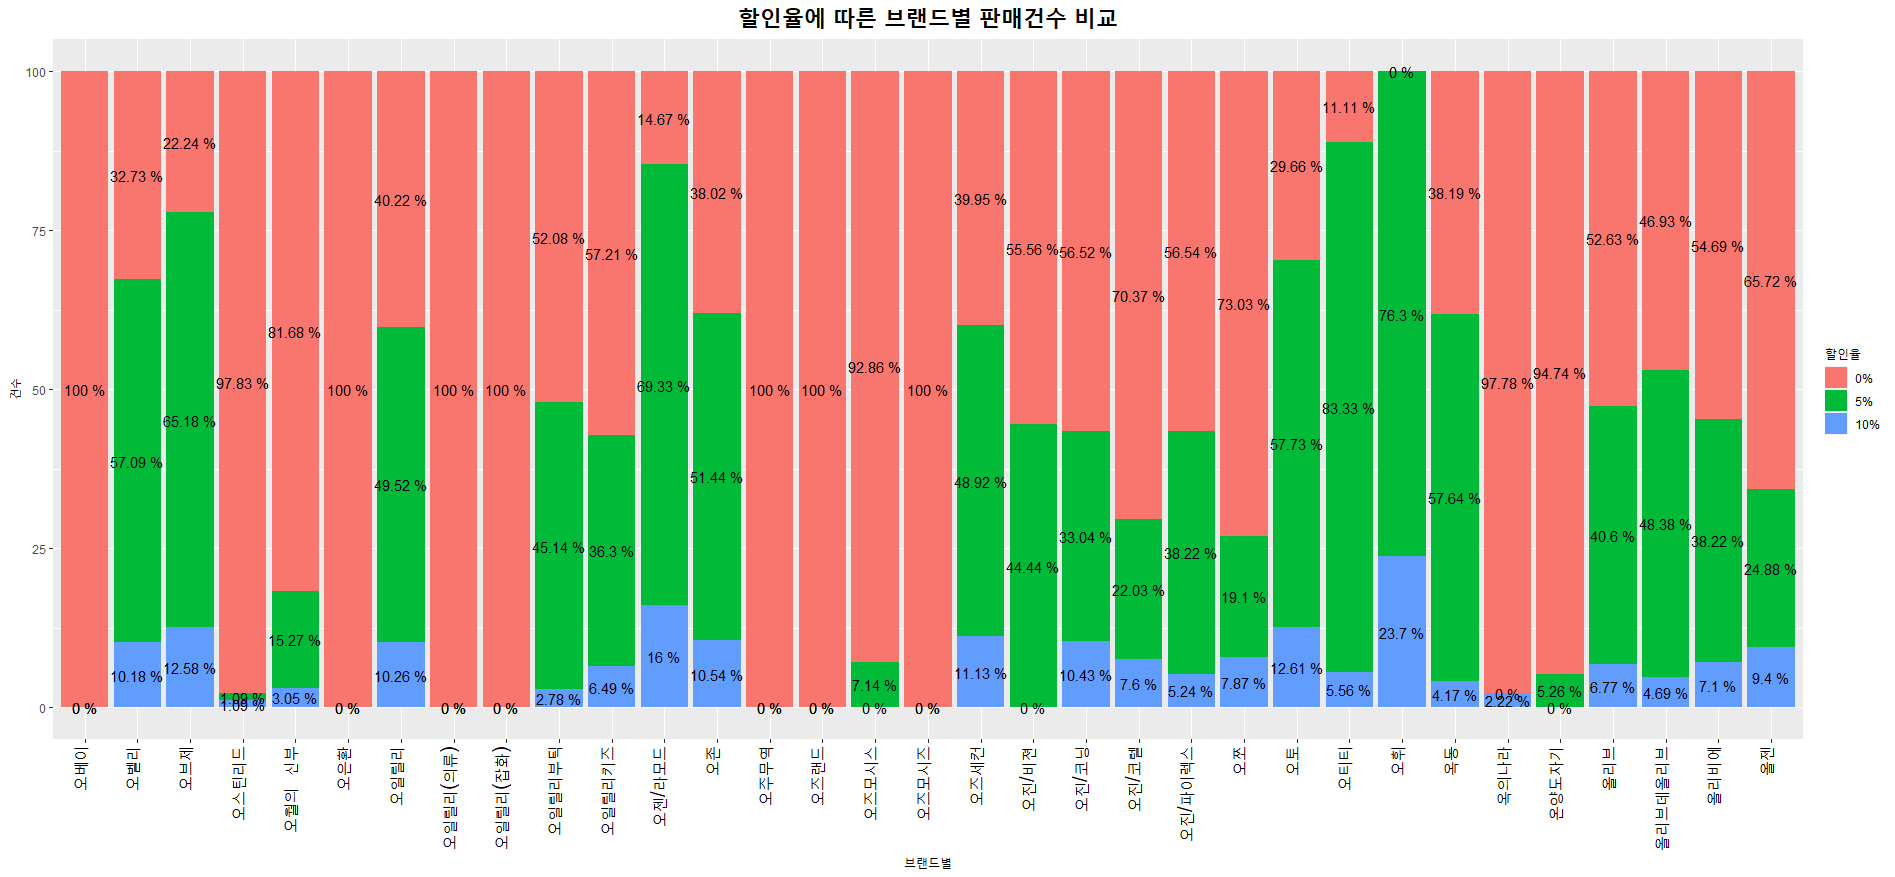 할인율에 따른 브랜드별 판매건수 비교
건수
100
75
50
25
0
100 %
0 %
32.73 %
57.09 %
10.18 %
22.24 %
65.18 %
12.58 %
97.83 %
1.09 %
1.09 %
81.68 %
15.27 %
3.05 %
100 %
0 %
40.22 %
49.52 %
10.26 %
100 %
0 %
100 %
0 %
52.08 %
45.14 %
2.78 %
57.21 %
36.3 %
6.49 %
14.67 %
69.33 %
16 %
38.02 %
51.44 %
10.54 %
100 %
0 %
100 %
0 %
92.86 %
7.14 %
0 %
100 %
0 %
39.95 %
48.92 %
11.13 %
55.56 %
44.44 %
0 %
56.52 %
33.04 %
10.43 %
70.37 %
22.03 %
7.6 %
56.54 %
38.22 %
5.24 %
73.03 %
19.1 %
7.87 %
29.66 %
57.73 %
12.61 %
11.11 %
83.33 %
5.56 %
0 %
76.3 %
23.7 %
38.19 %
57.64 %
4.17 %
97.78 %
0 %
2.22 %
94.74 %
5.26 %
0 %
52.63 %
40.6 %
6.77 %
46.93 %
48.38 %
4.69 %
54.69 %
38.22 %
7.1 %
65.72 %
24.88 %
9.4 %
오베이
오벨리
오브제
오스틴리드
오월의 신부
오은환
오일릴리
오일릴리(의류)
오일릴리(잡화)
오일릴리부틱
오일릴리키즈
오젠/라모드
오존
오주무역
오즈랜드
오즈모시스
오즈모시즈
오즈세컨
오진/비젼
오진/코닝
오진/코렐
오진/파이렉스
오쪼
오토
오티티
오휘
옥동
옥의나라
온양도자기
올리브
올리브데올리브
올리비에
올젠
브랜드별
할인율
0%
5%
10%